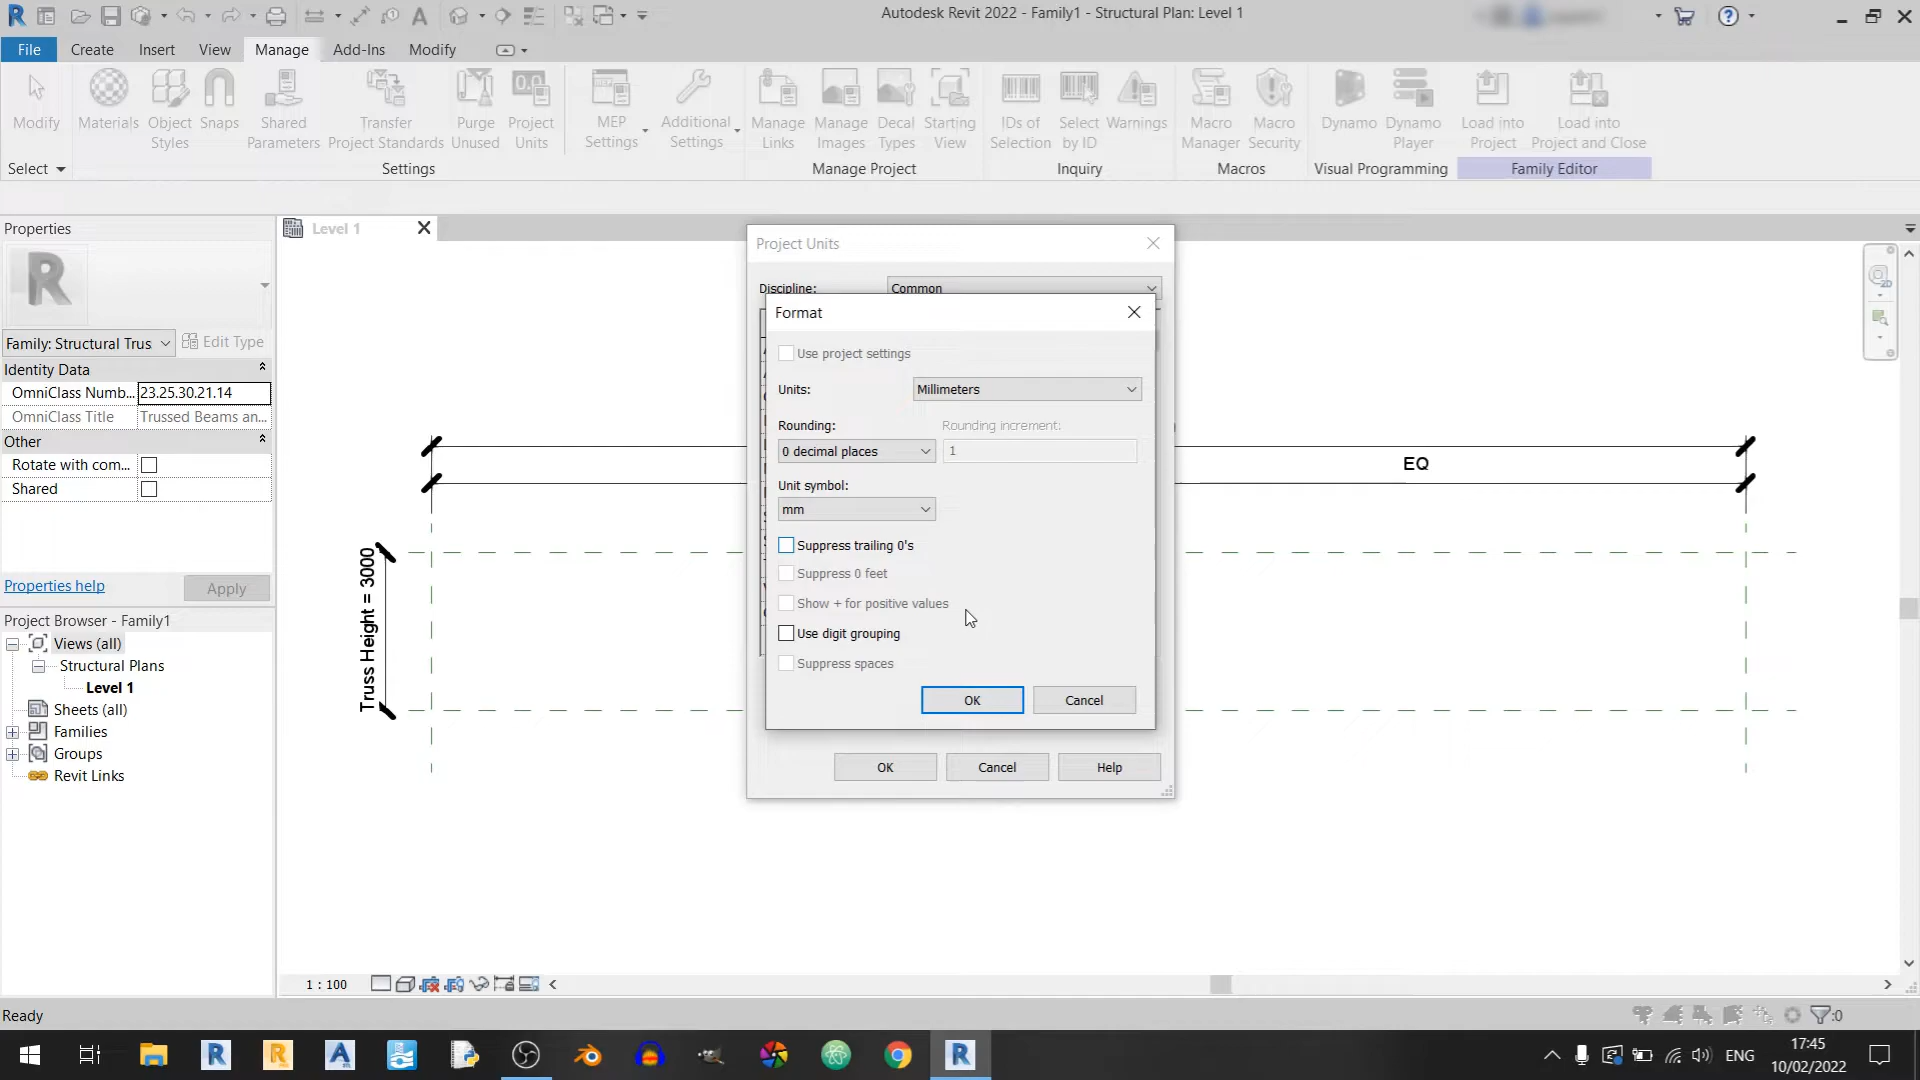 Autodesk Revit 2022 - Family1 - Structural Plan: Level 1
File Create Insert View Manage Add-Ins Modify
Modify
Materials
Object Styles
Snaps
Shared Parameters
Transfer Project Standards
Purge Unused
Project Units
MEP Settings
Additional Settings
Manage Links
Manage Images
Decal Types
Starting View
IDs of Selection
Select by ID
Warnings
Macro Manager
Macro Security
Dynamo
Dynamo Player
Load into Project
Load into Project and Close
Select Settings Manage Project Inquiry Macros Visual Programming Family Editor
Properties
Family: Structural Trus
Edit Type
Identity Data
OmniClass Numb... 23.25.30.21.14
OmniClass Title Trussed Beams an...
Other
Rotate with com...
Shared
Properties help Apply
Project Browser - Family1
Views (all)
Structural Plans
Level 1
Sheets (all)
Families
Groups
Revit Links
Level 1
Truss Height = 3000
EQ
2D
Project Units
Discipline: Common
Format
Use project settings
Units: Millimeters
Rounding: Rounding increment:
0 decimal places 1
Unit symbol:
mm
Suppress trailing 0's
Suppress 0 feet
Show + for positive values
Use digit grouping
Suppress spaces
OK Cancel
OK Cancel Help
1 : 100
Ready
:0
ENG
17:45
10/02/2022